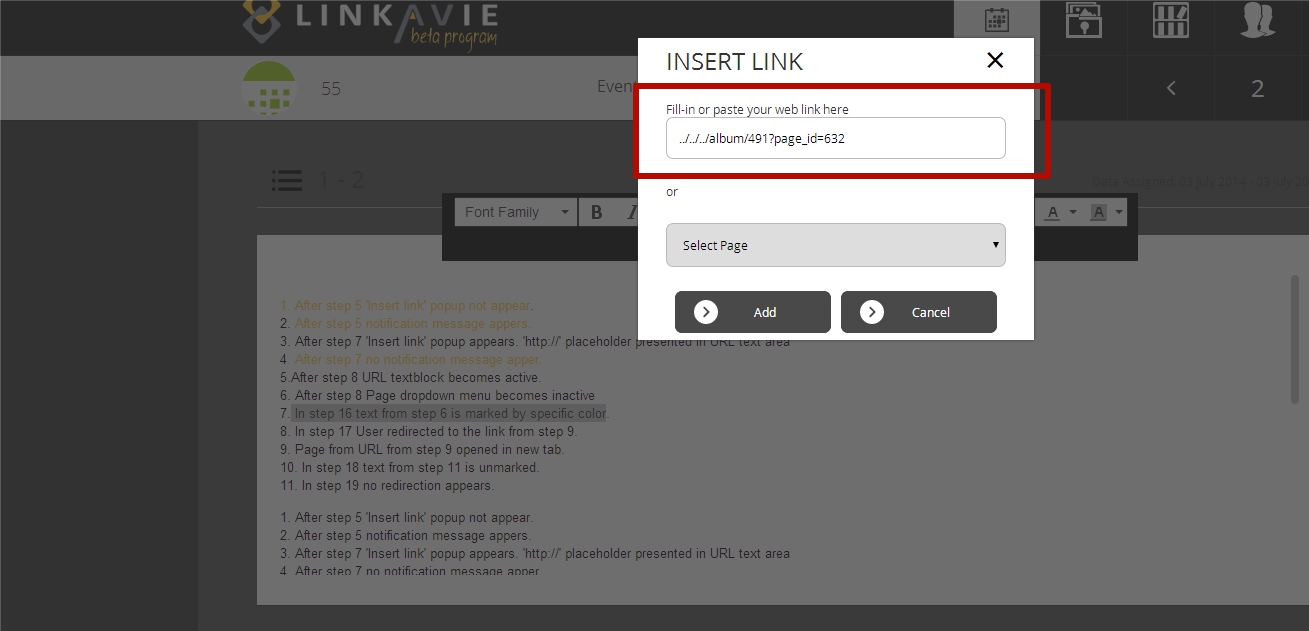 LINKAVIE
beta program
55
Event
2
INSERT LINK
Fill-in or paste your web link here
../../../album/491?page_id=632
or
Select Page
Add
Cancel
1 - 2
Date Assigned: 03 july 2014 - 03 july 20
Font Family
B
I
A
A
1. After step 5 'Insert link' popup not appear.
2. After step 5 notification message appers.
3. After step 7 'Insert link' popup appears. 'http://' placeholder presented in URL text area
4. After step 7 no notification message apper.
5.After step 8 URL textblock becomes active.
6. After step 8 Page dropdown menu becomes inactive
7. In step 16 text from step 6 is marked by specific color.
8. In step 17 User redirected to the link from step 9.
9. Page from URL from step 9 opened in new tab.
10. In step 18 text from step 11 is unmarked.
11. In step 19 no redirection appears.
1. After step 5 'Insert link' popup not appear.
2. After step 5 notification message appers.
3. After step 7 'Insert link' popup appears. 'http://' placeholder presented in URL text area
4. After step 7 no notification message apper